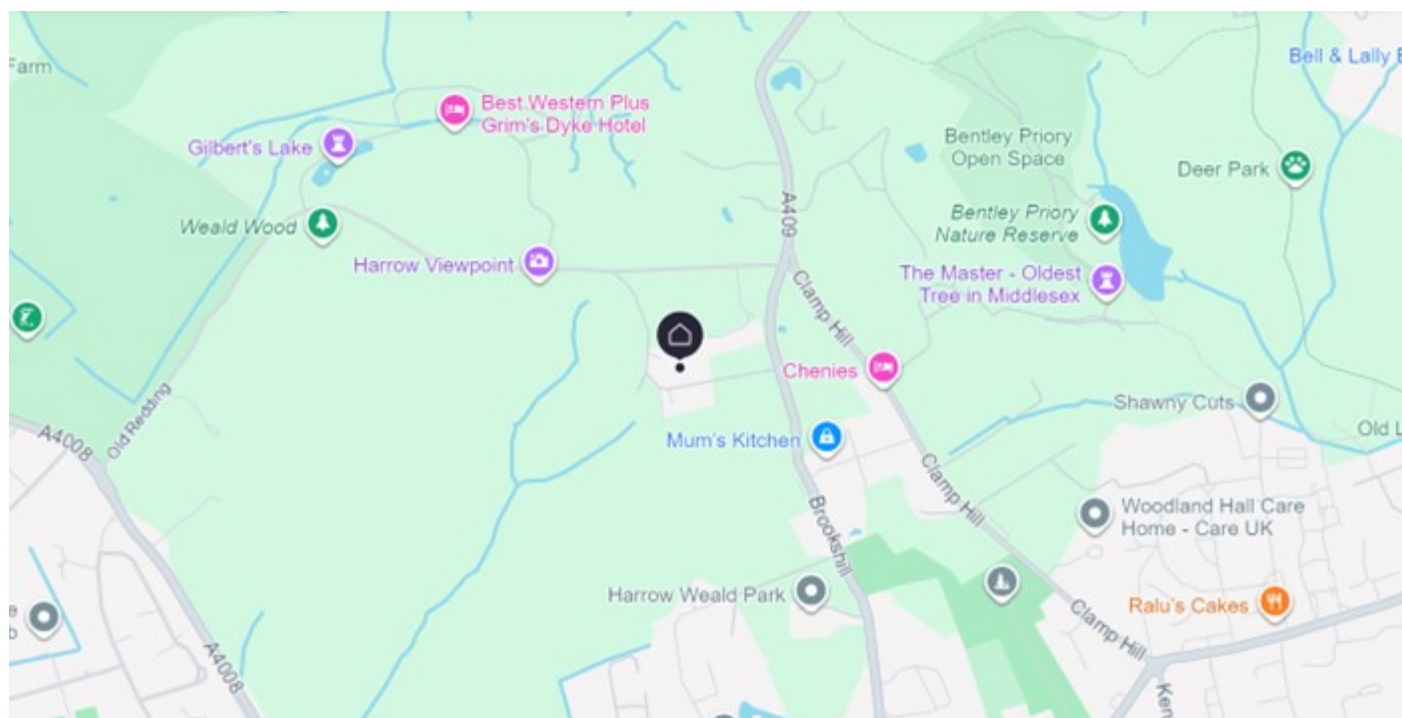 Farm
Bell & Lally
Best Western Plus
Grim's Dyke Hotel
Gilbert's Lake
Bentley Priory
Open Space
Deer Park
Weald Wood
A409
Bentley Priory
Nature Reserve
Harrow Viewpoint
The Master - Oldest
Tree in Middlesex
Clamp Hill
Chenies
Old Redding
Shawny Cuts
A4008
Mum's Kitchen
Old L
Clamp Hill
Brookshill
Woodland Hall Care
Home - Care UK
Harrow Weald Park
Ralu's Cakes
Clamp Hill
A4008
Ken